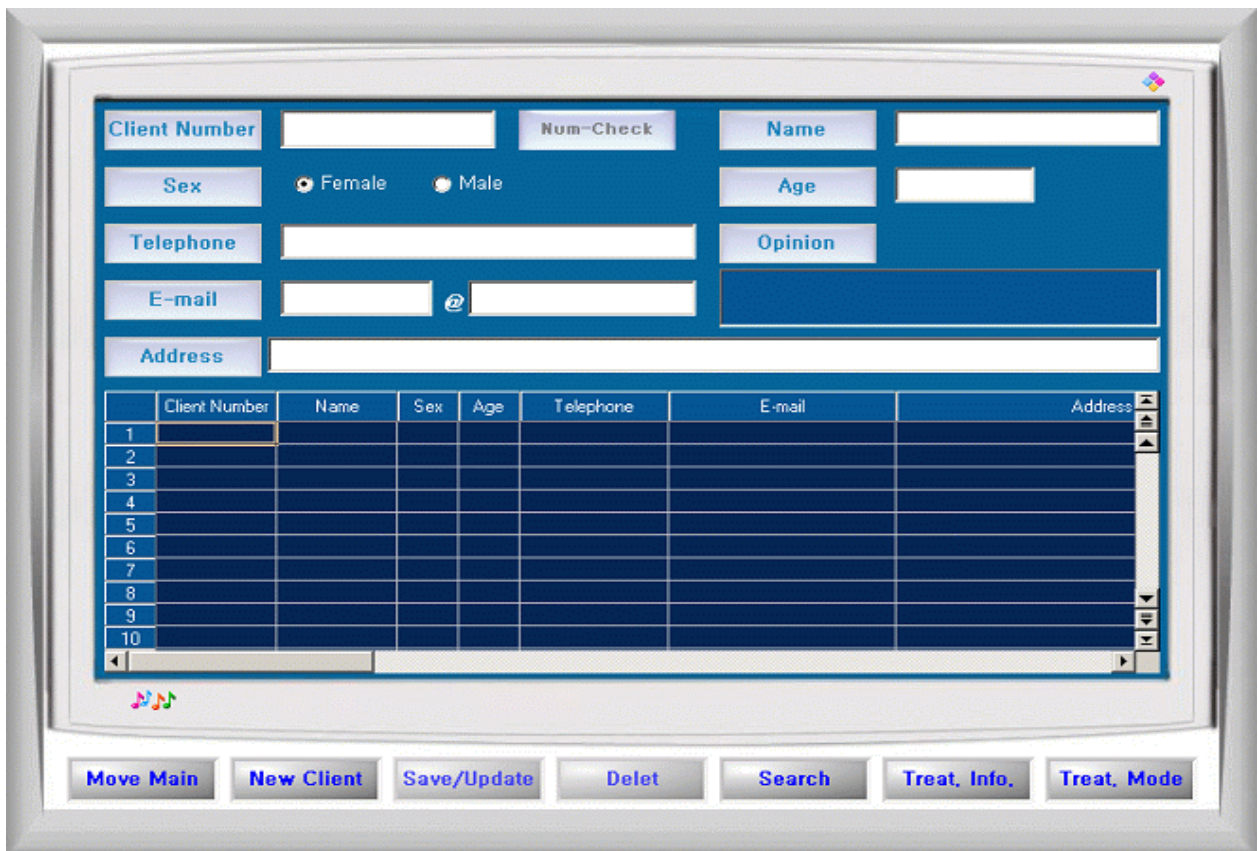 Client Number Num-Check Name
Sex Female Male Age
Telephone Opinion
E-mail @
Address
Client Number Name Sex Age Telephone E-mail Address
1
2
3
4
5
6
7
8
9
10
Move Main New Client Save/Update Delet Search Treat, Info, Treat, Mode